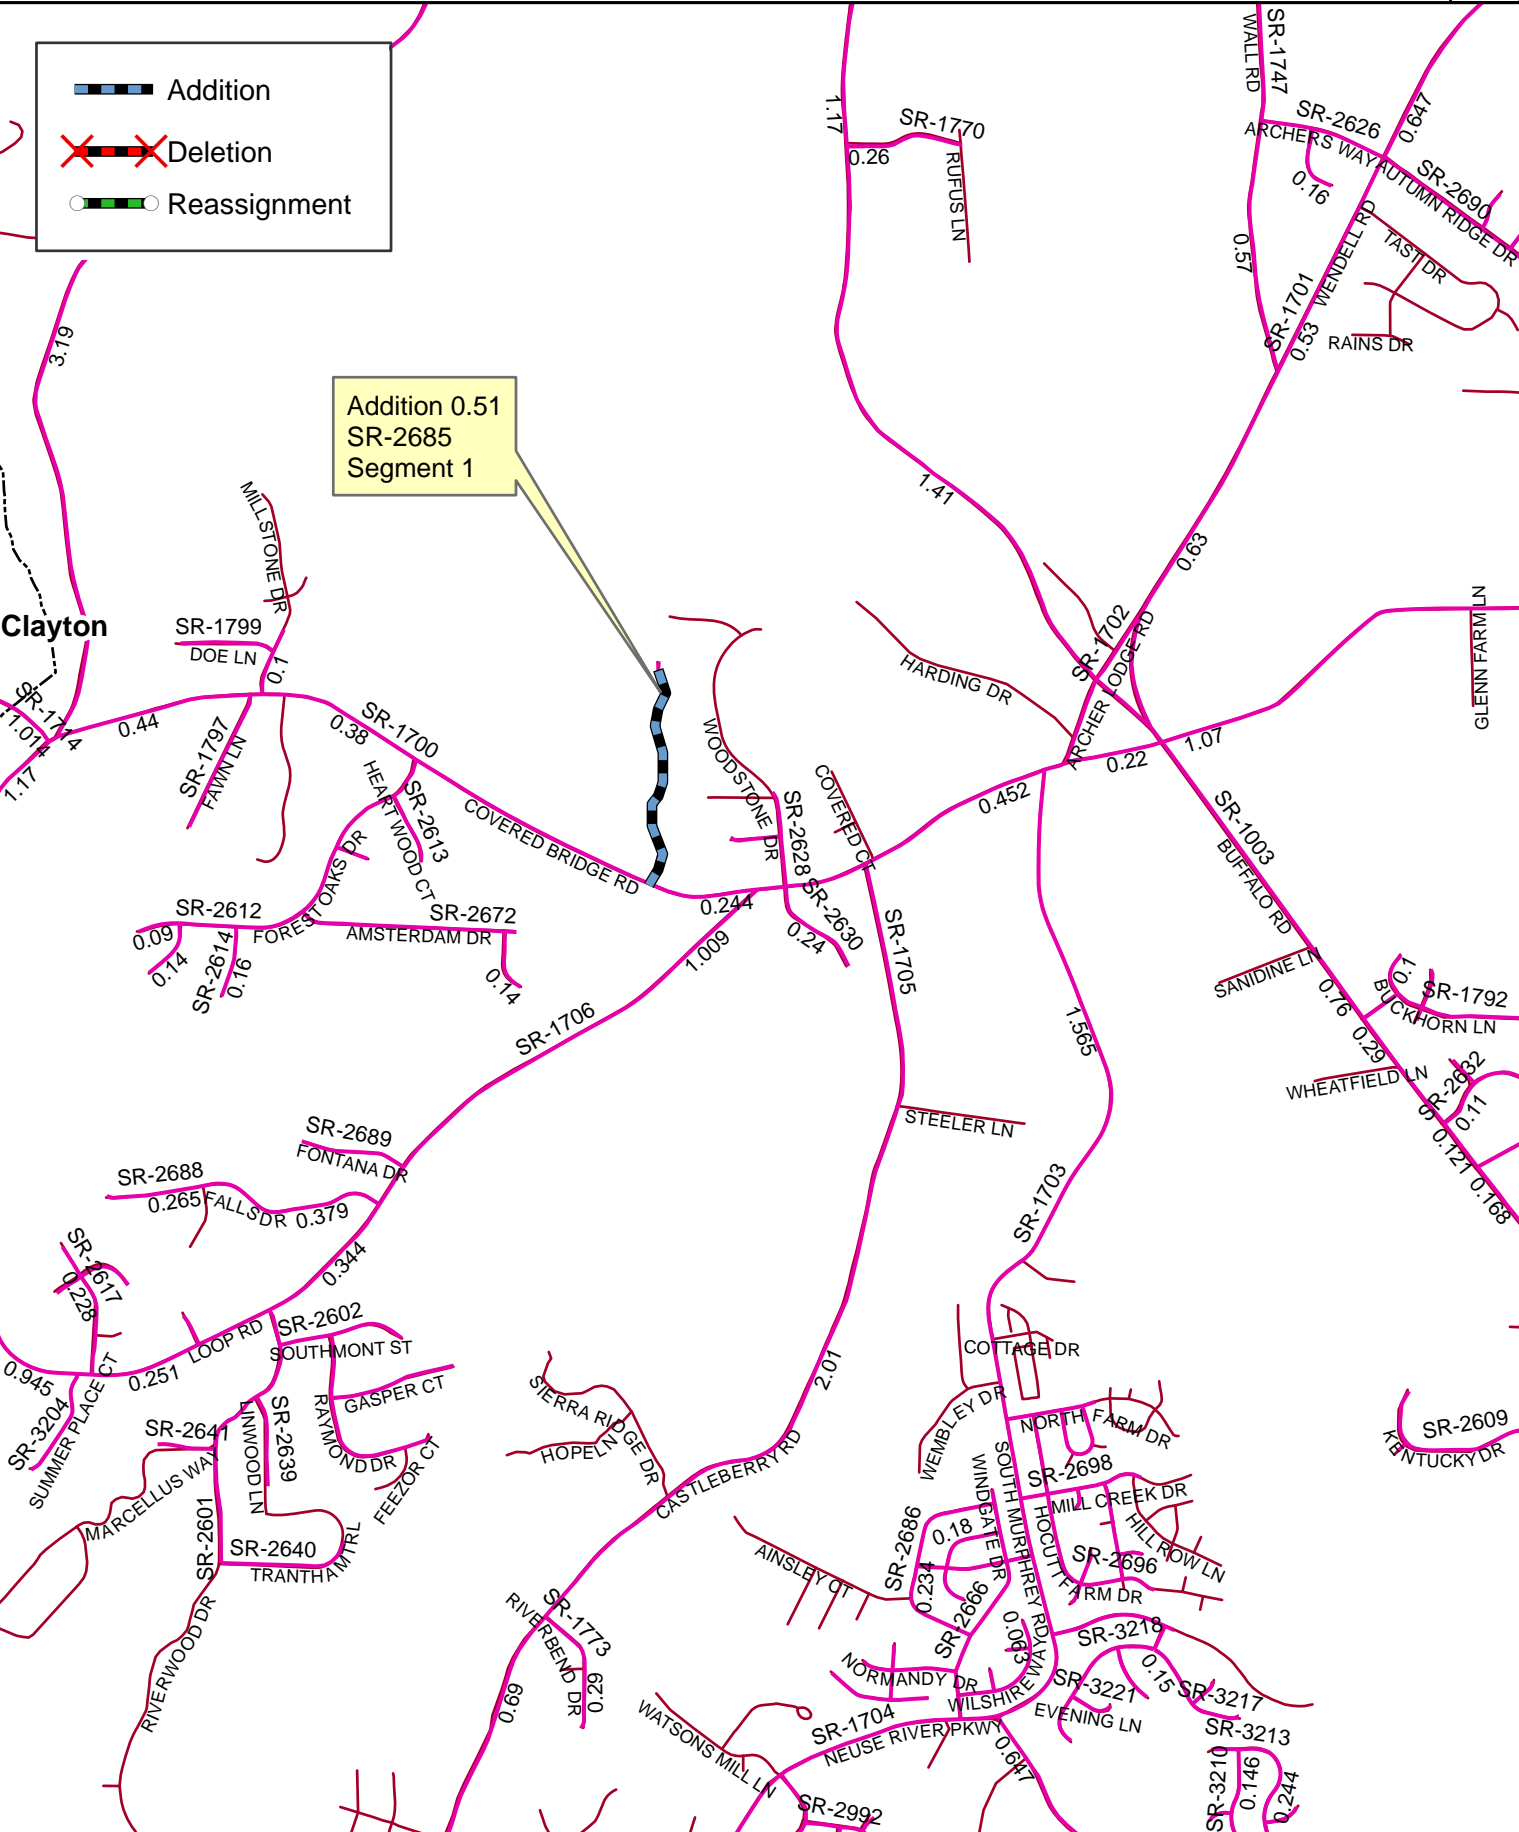 Addition
Deletion
Reassignment
Addition 0.51
SR-2685
Segment 1
Clayton
3.19
1.17
SR-1770
0.26
RUFUS LN
SR-1747
WALL RD
SR-2626
ARCHERS WAY
0.16
0.647
SR-2690
AUTUMN RIDGE DR
TAST DR
RAINS DR
0.57
WENDELL RD
SR-1701
0.53
1.41
0.63
MILLSTONE DR
SR-1799
DOE LN
0.1
SR-1714
1.014
1.17
0.44
SR-1797
FAWN LN
0.38
SR-1700
HEART WOOD CT
SR-2613
COVERED BRIDGE RD
FOREST OAKS DR
SR-2612
0.09
0.14
SR-2614
0.16
SR-2672
AMSTERDAM DR
0.14
WOODSTONE DR
SR-2628
COVERED CT
0.244
SR-2630
0.24
1.009
SR-1706
SR-1705
HARDING DR
SR-1702
ARCHER LODGE RD
0.452
0.22
1.07
GLENN FARM LN
SR-1003
BUFFALO RD
SANDINE LN
0.76
0.1
SR-1792
BUCKHORN LN
0.29
WHEATFIELD LN
SR-2632
0.11
0.121
0.168
1.565
STEELER LN
SR-1703
SR-2689
FONTANA DR
SR-2688
0.265
FALLS DR
0.379
0.344
SR-2617
0.228
SR-2602
SOUTHMONT ST
LOOP RD
0.251
0.945
SR-3204
SUMMER PLACE CT
GASPER CT
RAYMOND DR
FEEZOR CT
SR-2641
LINWOOD LN
SR-2639
MARCELLUS WAY
SR-2601
SR-2640
TRANTHAM TRL
RIVERWOOD DR
2.01
SIERRA RIDGE DR
HOPE LN
CASTLEBERRY RD
RIVERBEND DR
SR-1773
0.29
0.69
COTTAGE DR
WEMBLEY DR
NORTH FARM DR
SR-2698
MILL CREEK DR
HILL ROW LN
SOUTH MURPHREY RD
WINDGATE DR
HOCUTT FARM DR
SR-2696
SR-2686
0.18
0.234
SR-2666
AINSLEY CT
0.063
SR-3218
0.15
SR-3217
SR-3221
EVENING LN
NORMANDY DR
WILSHIRE WAY
SR-1704
NEUSE RIVER PKWY
0.647
WATSONS MILL LN
SR-2992
SR-3213
SR-3210
0.146
0.244
SR-2609
KENTUCKY DR